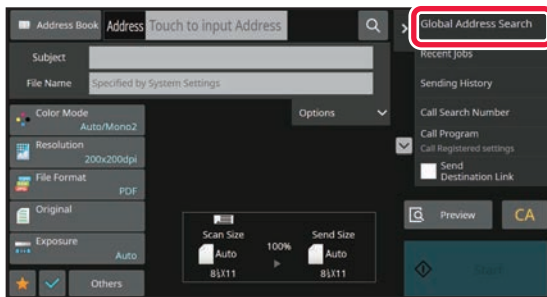 Address Book
Address
Touch to input Address
Global Address Search
Subject
Recent Jobs
File Name
Specified by System Settings
Sending History
Color Mode
Auto/Mono2
Options
Call Search Number
Resolution
200x200dpi
Call Program
Call Registered settings
File Format
PDF
Send
Destination Link
Original
Preview
CA
Exposure
Auto
Scan Size
Auto
8½X11
100%
Send Size
Auto
8½X11
Others
Start